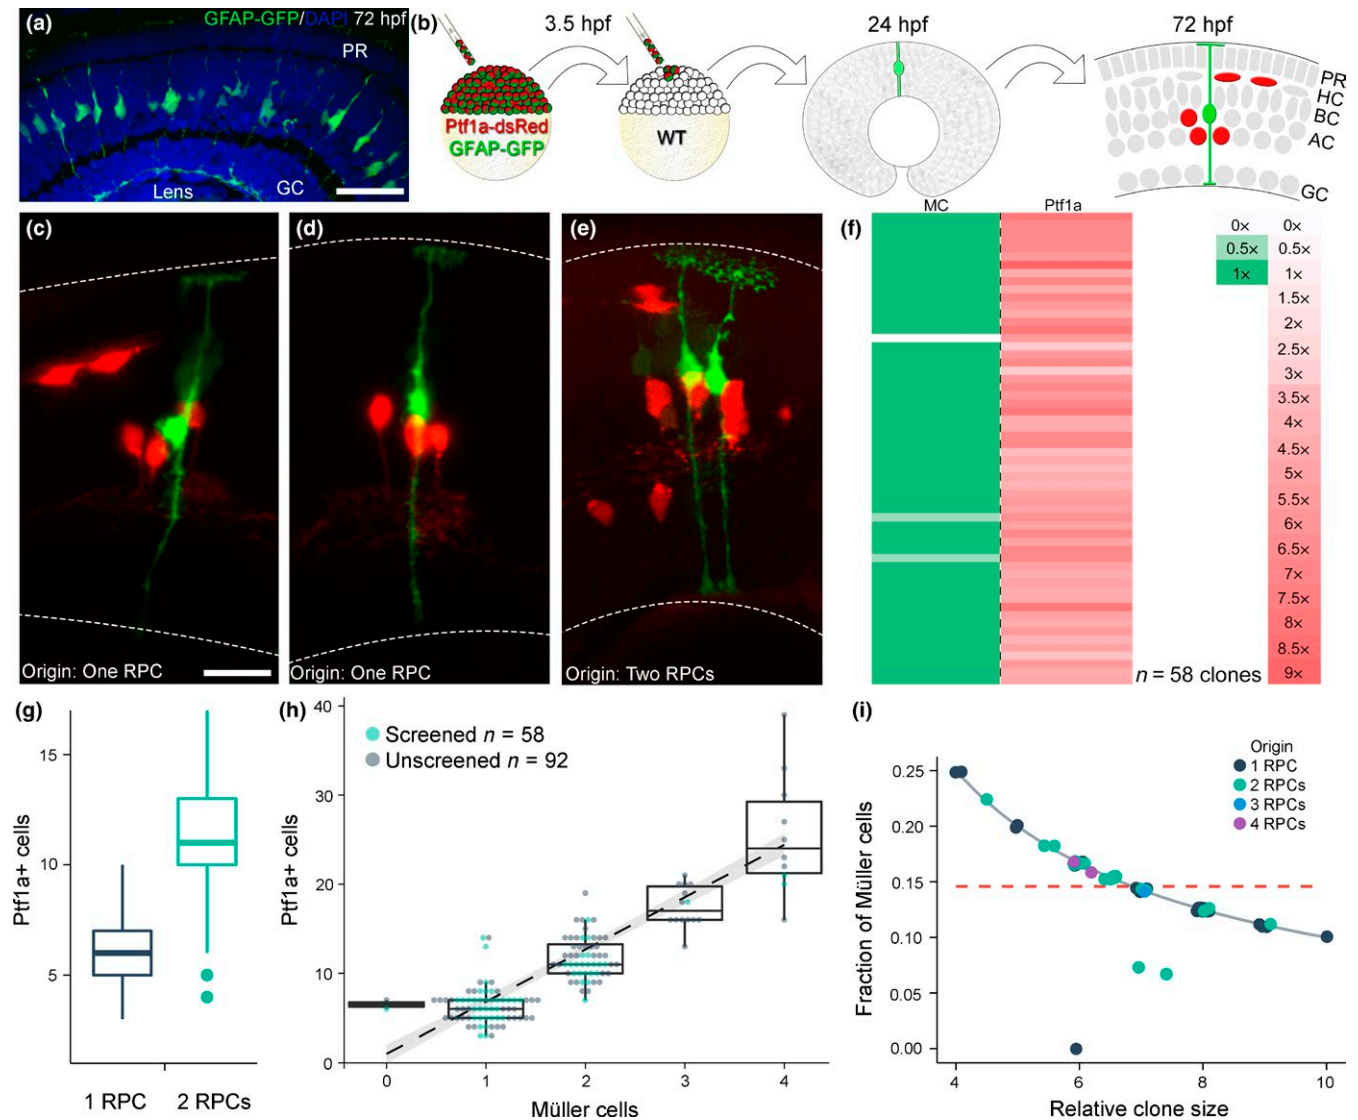 (a)
GFAP-GFP/DAPI 72 hpf
PR
Lens
GC
(b)
3.5 hpf
24 hpf
72 hpf
Ptf1a-dsRed
GFAP-GFP
WT
PR
HC
BC
AC
GC
(c)
Origin: One RPC
(d)
Origin: One RPC
(e)
Origin: Two RPCs
(f)
MC
Ptf1a
0×
0.5×
1×
0×
0.5×
1×
1.5×
2×
2.5×
3×
3.5×
4×
4.5×
5×
5.5×
6×
6.5×
7×
7.5×
8×
8.5×
9×
n = 58 clones
(g)
Ptf1a+ cells
15
10
5
1 RPC
2 RPCs
(h)
Ptf1a+ cells
40
30
20
10
0
Screened n = 58
Unscreened n = 92
0 1 2 3 4
Müller cells
(i)
Fraction of Müller cells
0.25
0.20
0.15
0.10
0.05
0.00
Origin
1 RPC
2 RPCs
3 RPCs
4 RPCs
4 6 8 10
Relative clone size